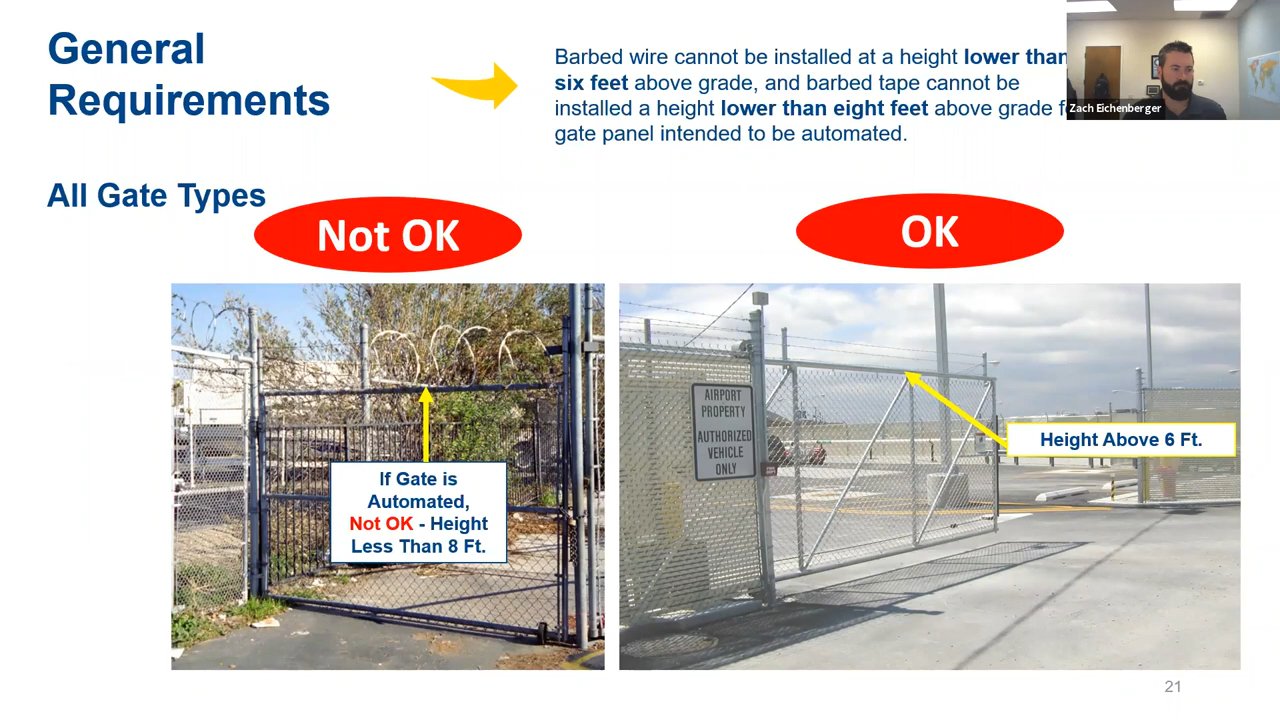 General
Requirements
Barbed wire cannot be installed at a height lower than
six feet above grade, and barbed tape cannot be
installed a height lower than eight feet above grade
gate panel intended to be automated.
Zach Eichenberger
All Gate Types
Not OK
OK
AIRPORT
PROPERTY
AUTHORIZED
VEHICLE
ONLY
Height Above 6 Ft.
If Gate is
Automated,
Not OK - Height
Less Than 8 Ft.
21